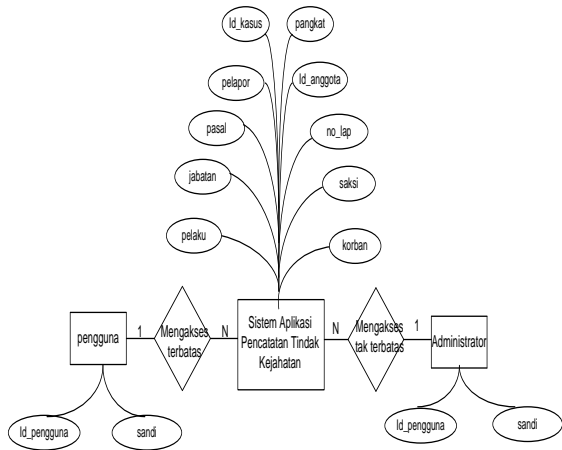 Id_kasus
pangkat
pelapor
Id_anggota
pasal
no_lap
jabatan
saksi
pelaku
korban
pengguna
1
Mengakses
terbatas
N
Sistem Aplikasi
Pencatatan Tindak
Kejahatan
N
Mengakses
tak terbatas
1
Administrator
Id_pengguna
sandi
Id_pengguna
sandi